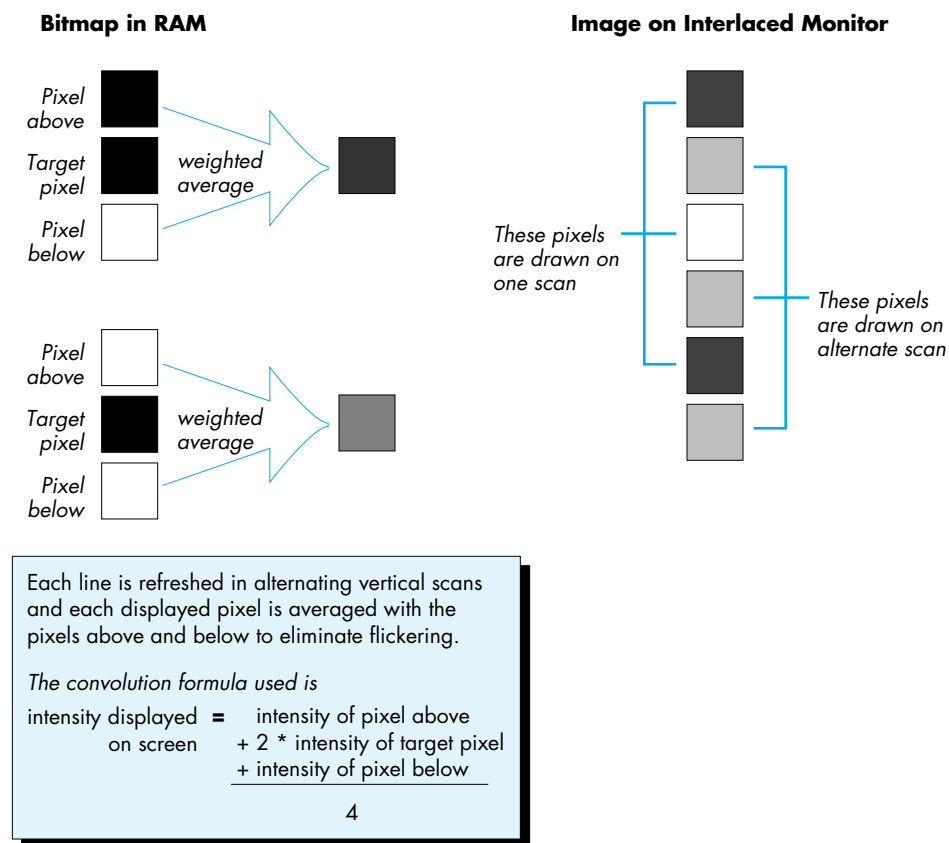 Bitmap in RAM
Pixel
above
Target
pixel
Pixel
below
weighted
average
Pixel
above
Target
pixel
Pixel
below
weighted
average
Image on Interlaced Monitor
These pixels
are drawn on
one scan
These pixels
are drawn on
alternate scan
Each line is refreshed in alternating vertical scans
and each displayed pixel is averaged with the
pixels above and below to eliminate flickering.
The convolution formula used is
intensity displayed = intensity of pixel above
on screen + 2 * intensity of target pixel
+ intensity of pixel below
4